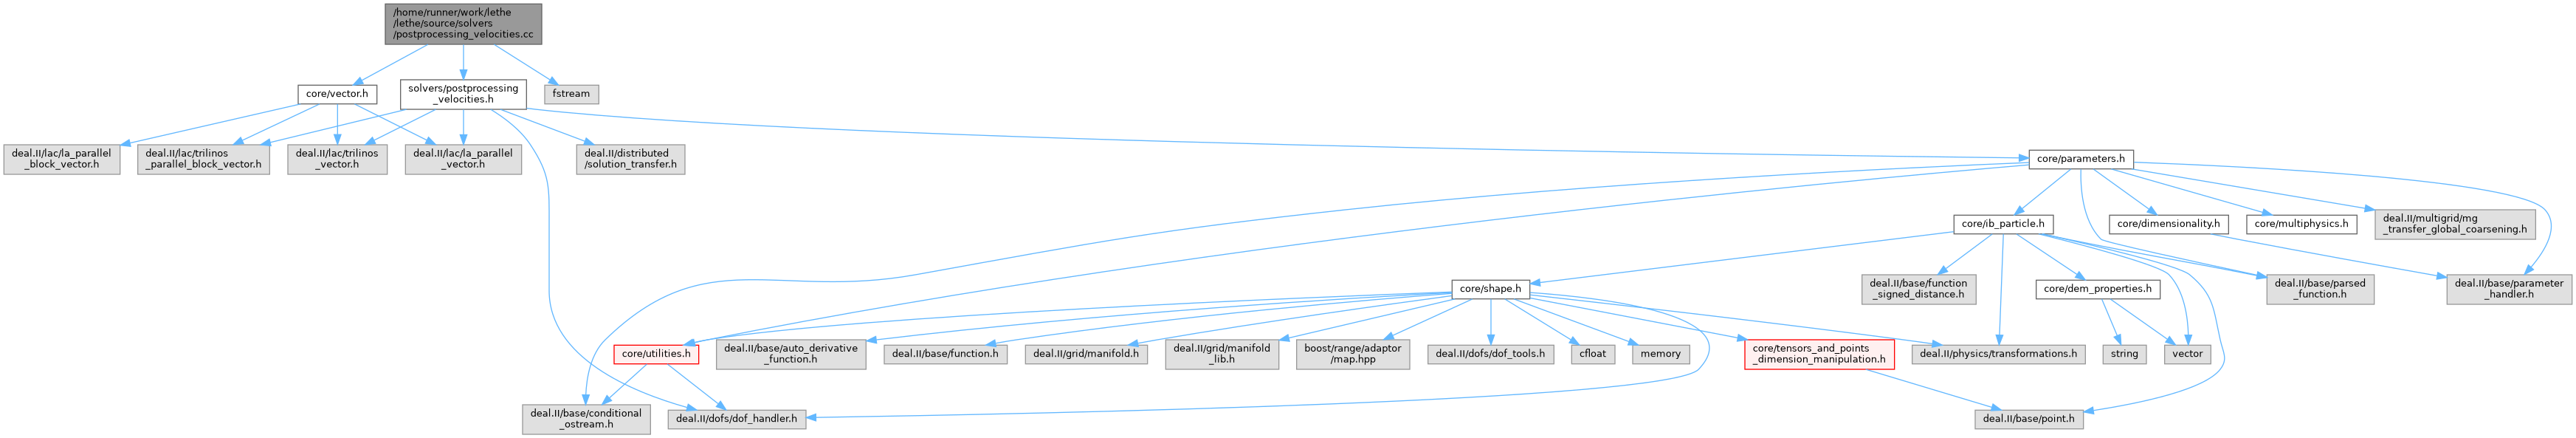 /home/runner/work/lethe
/lethe/source/solvers
/postprocessing_velocities.cc
core/vector.h
solvers/postprocessing
_velocities.h
fstream
deal.II/lac/la_parallel
_block_vector.h
deal.II/lac/trilinos
_parallel_block_vector.h
deal.II/lac/trilinos
_vector.h
deal.II/lac/la_parallel
_vector.h
deal.II/distributed
/solution_transfer.h
core/parameters.h
core/ib_particle.h
core/dimensionality.h
core/multiphysics.h
deal.II/multigrid/mg
_transfer_global_coarsening.h
core/shape.h
deal.II/base/function
_signed_distance.h
core/dem_properties.h
deal.II/base/parsed
_function.h
deal.II/base/parameter
_handler.h
core/utilities.h
deal.II/base/auto_derivative
_function.h
deal.II/base/function.h
deal.II/grid/manifold.h
deal.II/grid/manifold
_lib.h
boost/range/adaptor
/map.hpp
deal.II/dofs/dof_tools.h
cfloat
memory
core/tensors_and_points
_dimension_manipulation.h
deal.II/physics/transformations.h
string
vector
deal.II/base/conditional
_ostream.h
deal.II/dofs/dof_handler.h
deal.II/base/point.h